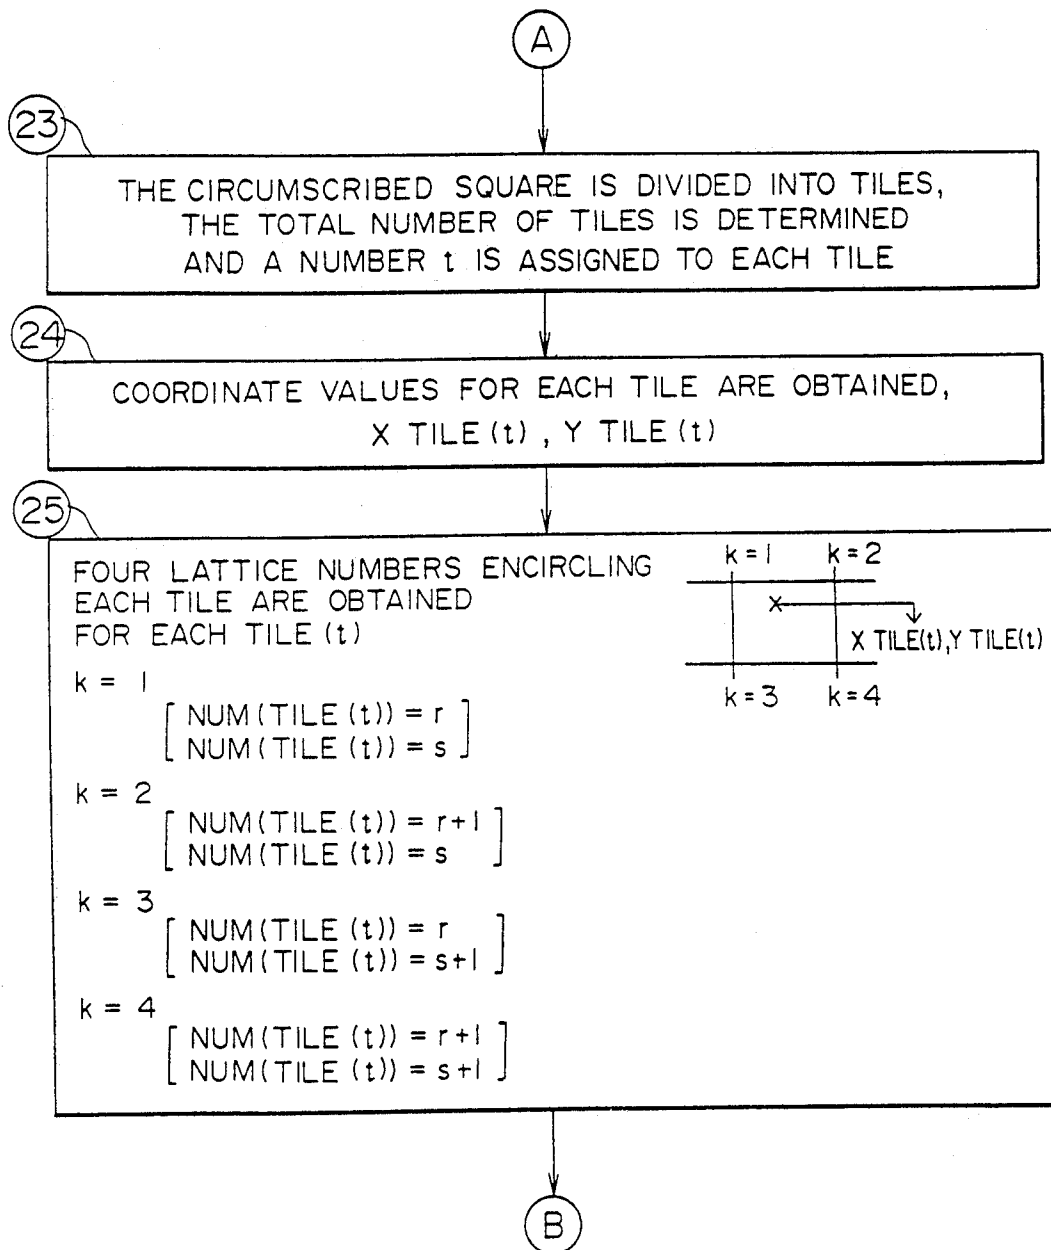 A
23
THE CIRCUMSCRIBED SQUARE IS DIVIDED INTO TILES,
THE TOTAL NUMBER OF TILES IS DETERMINED
AND A NUMBER t IS ASSIGNED TO EACH TILE
24
COORDINATE VALUES FOR EACH TILE ARE OBTAINED,
X TILE (t) , Y TILE (t)
25
FOUR LATTICE NUMBERS ENCIRCLING
EACH TILE ARE OBTAINED
FOR EACH TILE (t)
k = 1 k = 2
X TILE(t), Y TILE(t)
k = 3 k = 4
k = 1
[ NUM (TILE (t)) = r ]
[ NUM (TILE (t)) = s ]
k = 2
[ NUM (TILE (t)) = r+1 ]
[ NUM (TILE (t)) = s ]
k = 3
[ NUM (TILE (t)) = r ]
[ NUM (TILE (t)) = s+1 ]
k = 4
[ NUM (TILE (t)) = r+1 ]
[ NUM (TILE (t)) = s+1 ]
B